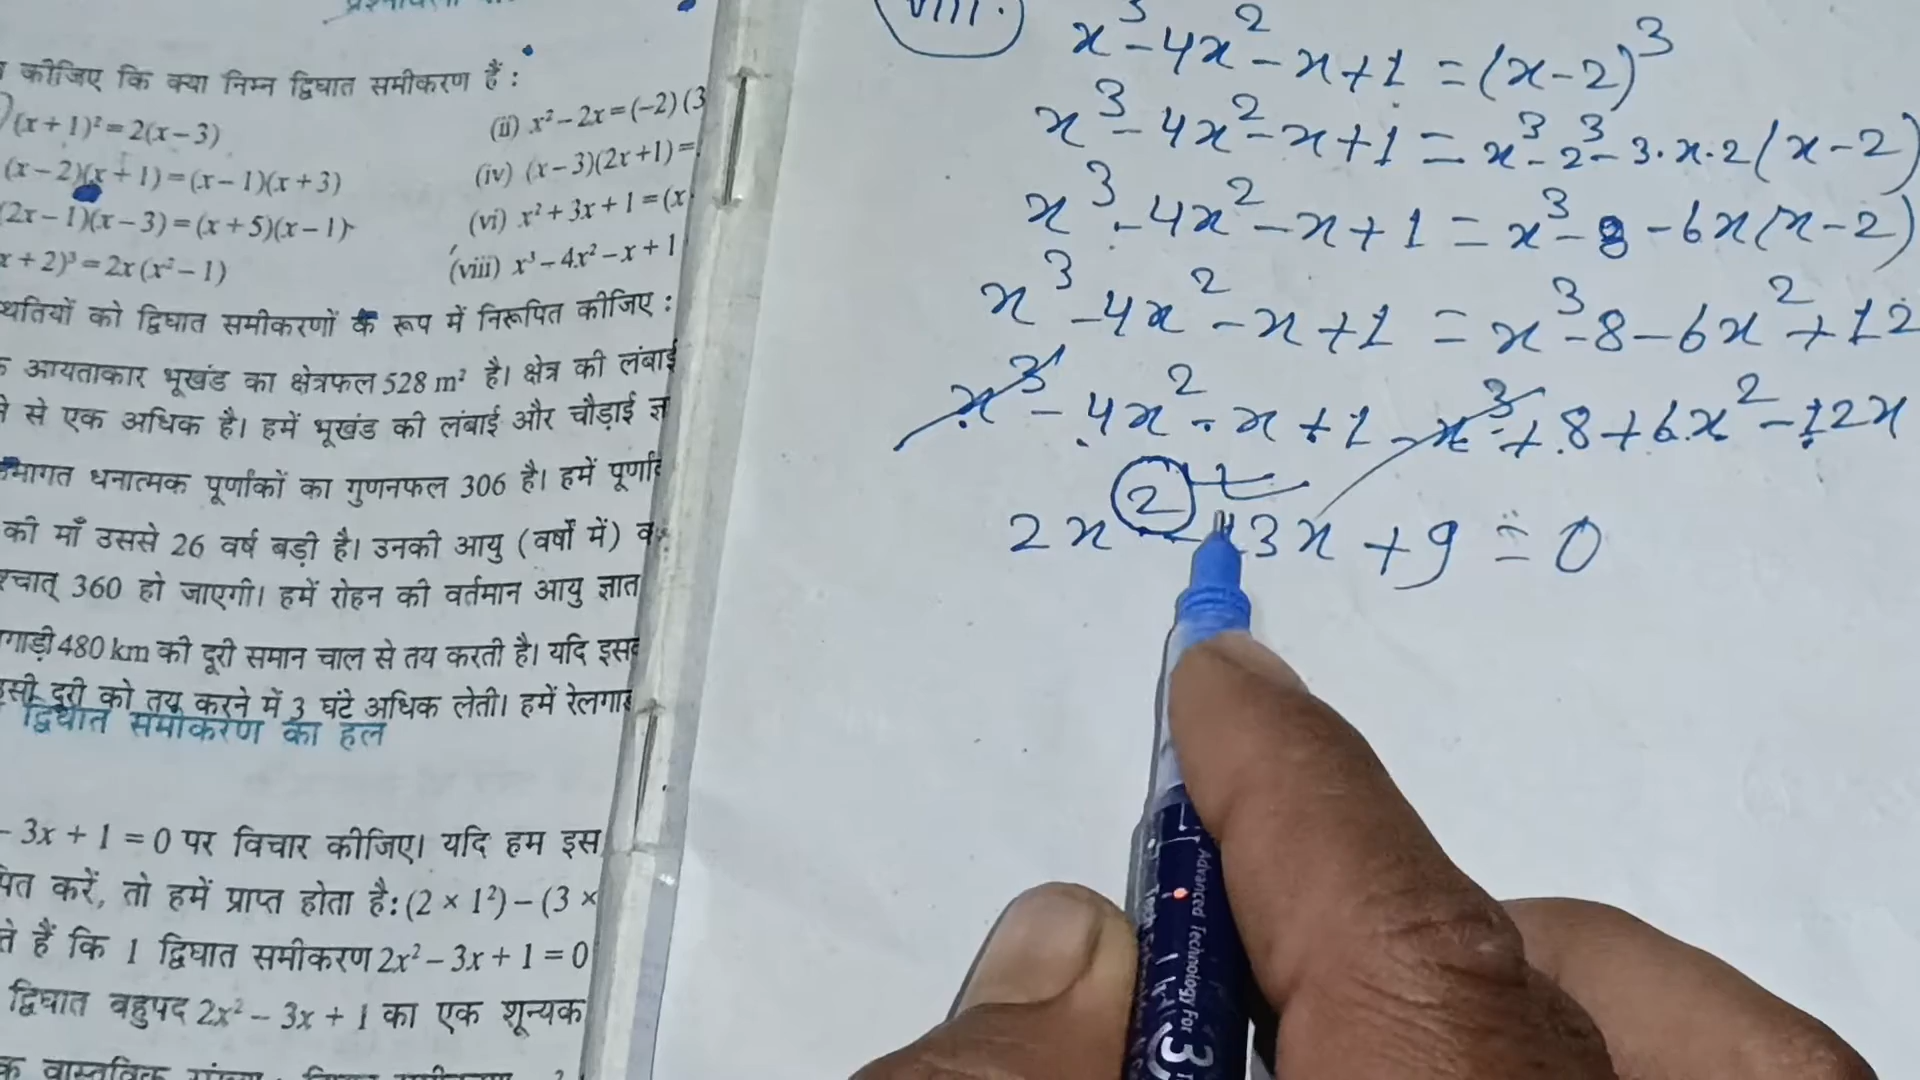 कीजिए कि क्या निम्न द्विघात समीकरण हैं :
(x + 1)² = 2(x – 3)
(ii) x² – 2x = (–2) (3
(x – 2)(x + 1) = (x – 1)(x + 3)
(iv) (x – 3)(2x + 1) =
(2x – 1)(x – 3) = (x + 5)(x – 1)
(vi) x² + 3x + 1 = (x
x + 2)³ = 2x (x² – 1)
(viii) x³ – 4x² – x + 1
को द्विघात समीकरणों के रूप में निरूपित कीजिए :
आयताकार भूखंड का क्षेत्रफल 528 m² है। क्षेत्र की लंबाई
से एक अधिक है। हमें भूखंड की लंबाई और चौड़ाई
धनात्मक पूर्णांकों का गुणनफल 306 है। हमें
की माँ उससे 26 वर्ष बड़ी है। उनकी आयु (वर्षों में)
360 हो जाएगी। हमें रोहन की वर्तमान आयु ज्ञात
480 km की दूरी समान चाल से तय करती है। यदि
दूरी को तय करने में 3 घंटे अधिक लेती। हमें
द्विघात समीकरण का हल
– 3x + 1 = 0 पर विचार कीजिए। यदि हम इस
करें, तो हमें प्राप्त होता है: (2 × 1²) – (3 ×
हैं कि 1 द्विघात समीकरण 2x² – 3x + 1 = 0
द्विघात बहुपद 2x² – 3x + 1 का एक शून्यक
viii.
x³ - 4x² - x + 1 = (x - 2)³
x³ - 4x² - x + 1 = x³ - 2³ - 3·x·2(x - 2)
x³ - 4x² - x + 1 = x³ - 8 - 6x(x - 2)
x³ - 4x² - x + 1 = x³ - 8 - 6x² + 12
x³ - 4x² - x + 1 - x³ + 8 + 6x² - 12x
2x² - 13x + 9 = 0
Advanced Technology For